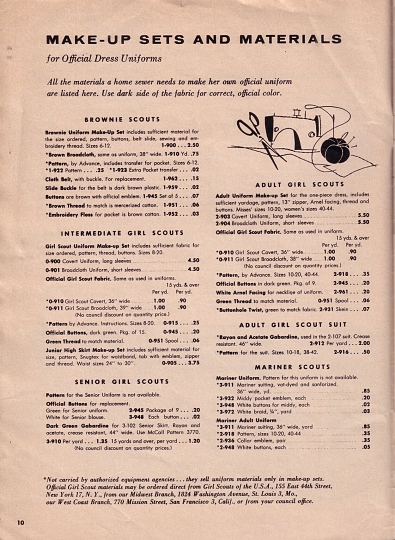 MAKE-UP SETS AND MATERIALS
for Official Dress Uniforms
All the materials a home sewer needs to make her own official uniform
are listed here. Use dark side of the fabric for correct, official color.
BROWNIE SCOUTS
Brownie Uniform Make-Up Set includes sufficient material for
the size ordered, pattern, buttons, belt slide, sewing and em-
broidery thread. Sizes 6-12. 1-900 . . . 2.50
*Brown Broadcloth, same as uniform, 38" wide. 1-910 Yd .75
*Pattern, by Advance, includes transfer for pocket. Sizes 6-12.
*1-922 Pattern . . . .25 *1-923 Extra Pocket transfer . . .02
Cloth Belt, with buckle. For replacement. 1-963 . . . .15
Slide Buckle for the belt is dark brown plastic. 1-959 . . . .02
Buttons are brown with official emblem. 1-945 Set of 5 . . .07
*Brown Thread to match is mercerized cotton. 1-951 . . . .06
*Embroidery Floss for pocket is brown cotton. 1-952 . . . .03
INTERMEDIATE GIRL SCOUTS
Girl Scout Uniform Make-up Set includes sufficient fabric for
size ordered, pattern, thread, buttons. Sizes 8-20.
0-900 Covert Uniform, long sleeves 4.50
0-901 Broadcloth Uniform, short sleeves 4.50
Official Girl Scout Fabric. Same as used in uniforms.
15 yds. & over
Per yd. Per yd.
*0-910 Girl Scout Covert, 36" wide 1.00 .90
*0-911 Girl Scout Broadcloth, 39" wide 1.00 .90
(No council discount on quantity price.)
*Pattern by Advance. Instructions. Sizes 8-20. 0-915 . . . .25
Official Buttons, dark green. Pkg. of 15. 0-945 . . . .20
Green Thread to match material. 0-951 Spool . . . .06
Junior High Skirt Make-Up Set includes sufficient material for
size, pattern, Snugtex for waistband, tab with emblem, zipper
and thread. Waist sizes 24" to 30". 0-905 . . . 3.75
SENIOR GIRL SCOUTS
Pattern for the Senior Uniform is not available.
Official Buttons for replacement.
Green for Senior uniform. 2-945 Package of 9 . . . .20
White for Senior blouse. 3-948 Each button . . . .02
Dark Green Gabardine for 3-102 Senior Skirt. Rayon and
acetate, crease resistant, 44" wide. Use McCall Pattern 3770.
3-910 Per yard . . . 1.35 15 yards and over, per yard . . . 1.20
(No council discount on quantity prices.)
ADULT GIRL SCOUTS
Adult Uniform Make-up Set for the one-piece dress, includes
sufficient yardage, pattern, 13" zipper, Arnel facing, thread and
buttons. Misses' sizes 10-20, women's sizes 40-44.
2-903 Covert Uniform, long sleeves 5.50
2-904 Broadcloth Uniform, short sleeves 5.50
Official Girl Scout Fabric. Same as used in uniform.
15 yds. & over
Per yd. Per yd.
*0-910 Girl Scout Covert, 36" wide 1.00 .90
*0-911 Girl Scout Broadcloth, 38" wide 1.00 .90
(No council discount on quantity prices.)
*Pattern, by Advance. Sizes 10-20, 40-44. 2-918 . . . .35
Official Buttons in dark green. Pkg. of 9. 2-945 . . . .20
White Arnel Facing for neckline of uniform. 2-961 . . . .20
Green Thread to match material. 0-951 Spool . . . .06
*Buttonhole Twist, green to match fabric. 2-931 Skein . . . .07
ADULT GIRL SCOUT SUIT
*Rayon and Acetate Gabardine, used in the 2-107 suit. Crease
resistant. 46" wide. 2-912 Per yard . . . 2.00
*Pattern for the suit. Sizes 10-18, 38-42. 2-916 . . . .50
MARINER SCOUTS
Mariner Uniform. Pattern for this uniform is not available.
*3-911 Mariner suiting, vat-dyed and sanforized.
36" wide, yd. .85
*2-932 Middy pocket emblem, each .20
*3-948 White buttons for middy, each .02
*3-972 White braid, ¼", yard .03
Mariner Adult Uniform
*3-911 Mariner suiting, 36" wide, yard .85
*2-918 Pattern, sizes 10-20, 40-44 .35
*2-936 Collar emblem, pair .35
*2-948 White buttons, each .05
*Not carried by authorized equipment agencies . . . they sell uniform materials only in make-up sets.
Official Girl Scout materials may be ordered direct from Girl Scouts of the U.S.A., 155 East 44th Street,
New York 17, N. Y., from our Midwest Branch, 1824 Washington Avenue, St. Louis 3, Mo.,
our West Coast Branch, 770 Mission Street, San Francisco 3, Calif., or from your council office.
10